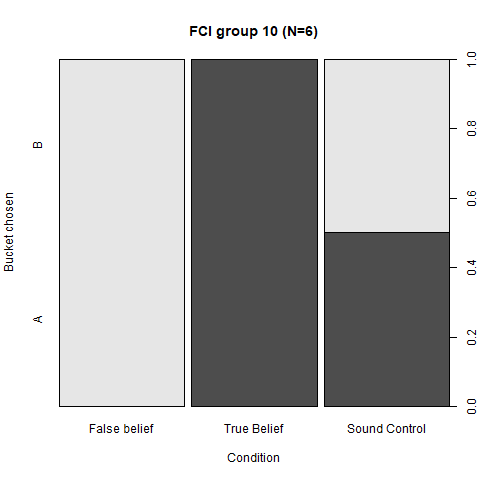 FCI group 10 (N=6)
B
A
Bucket chosen
1.0
0.8
0.6
0.4
0.2
0.0
False belief
True Belief
Sound Control
Condition